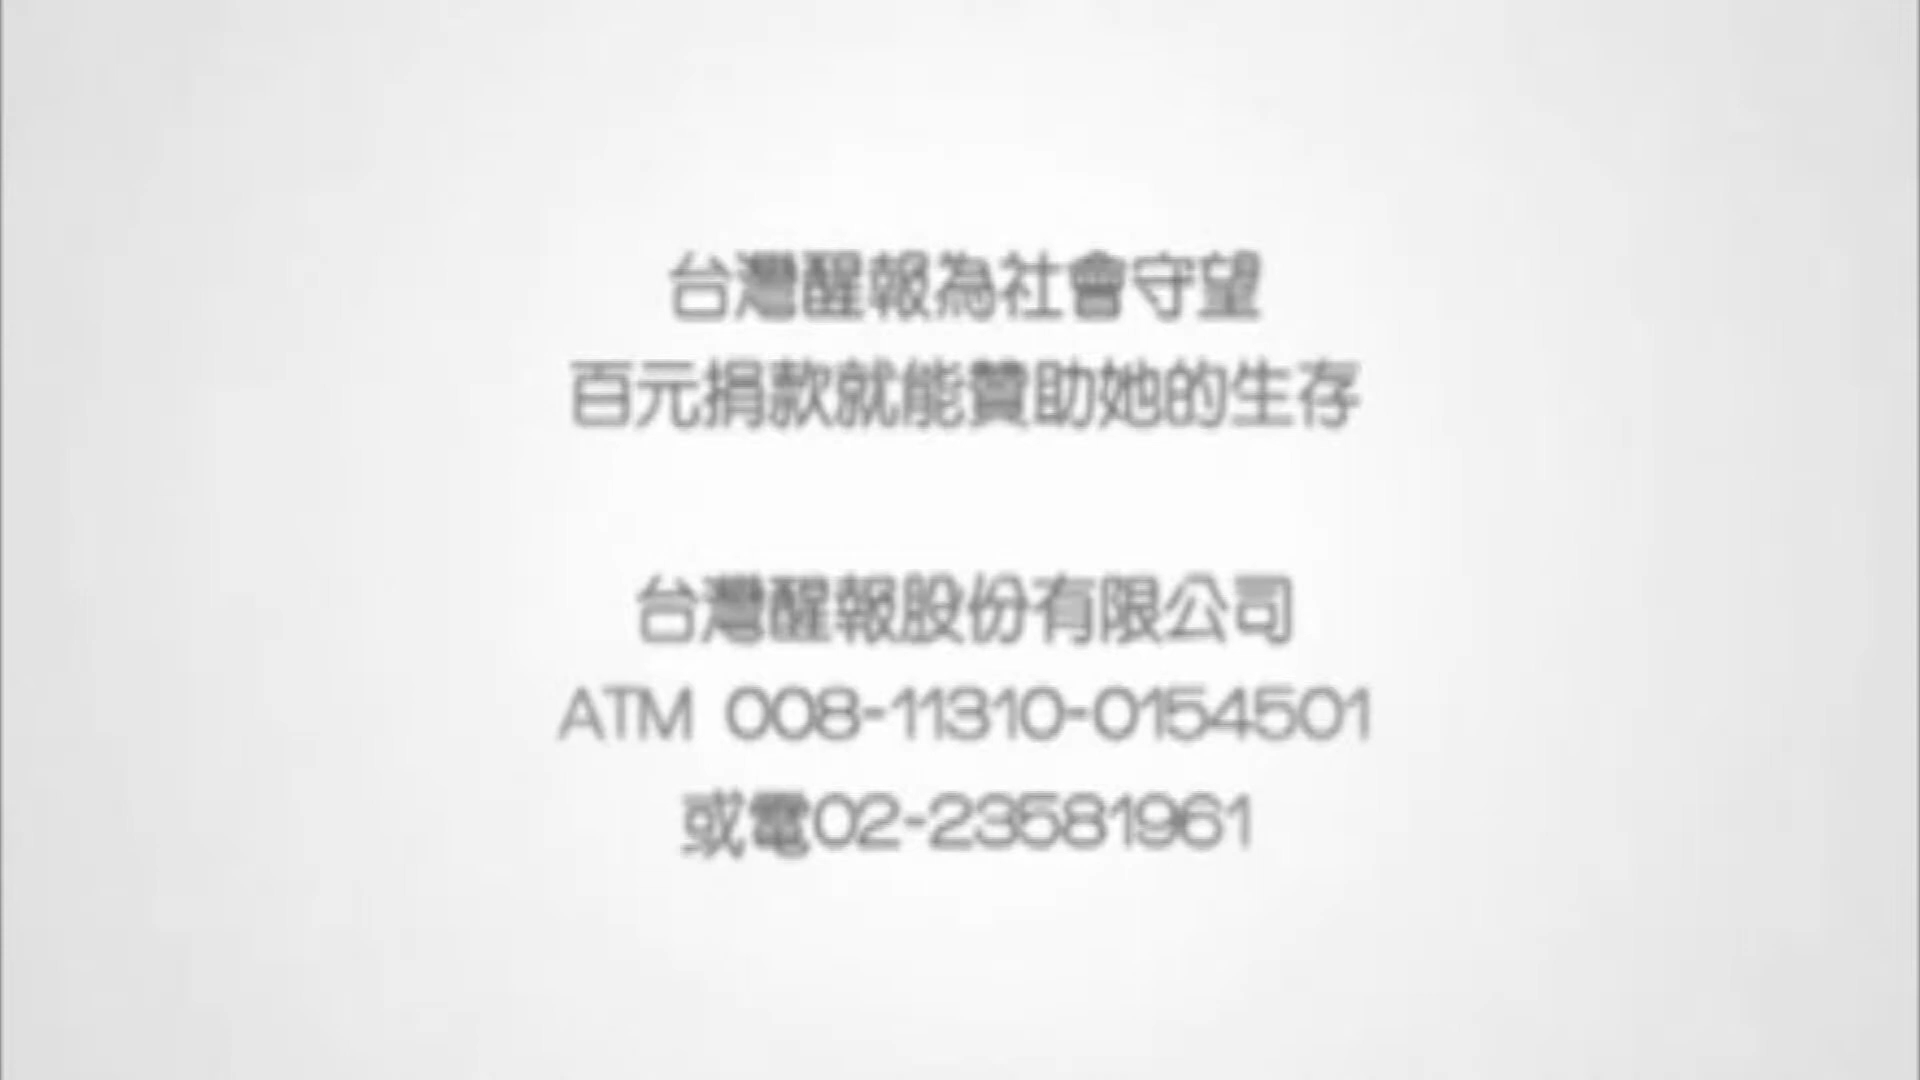 台灣醒報為社會守望
百元捐款就能贊助她的生存
台灣醒報股份有限公司
ATM 008-11310-0154501
或電02-23581961